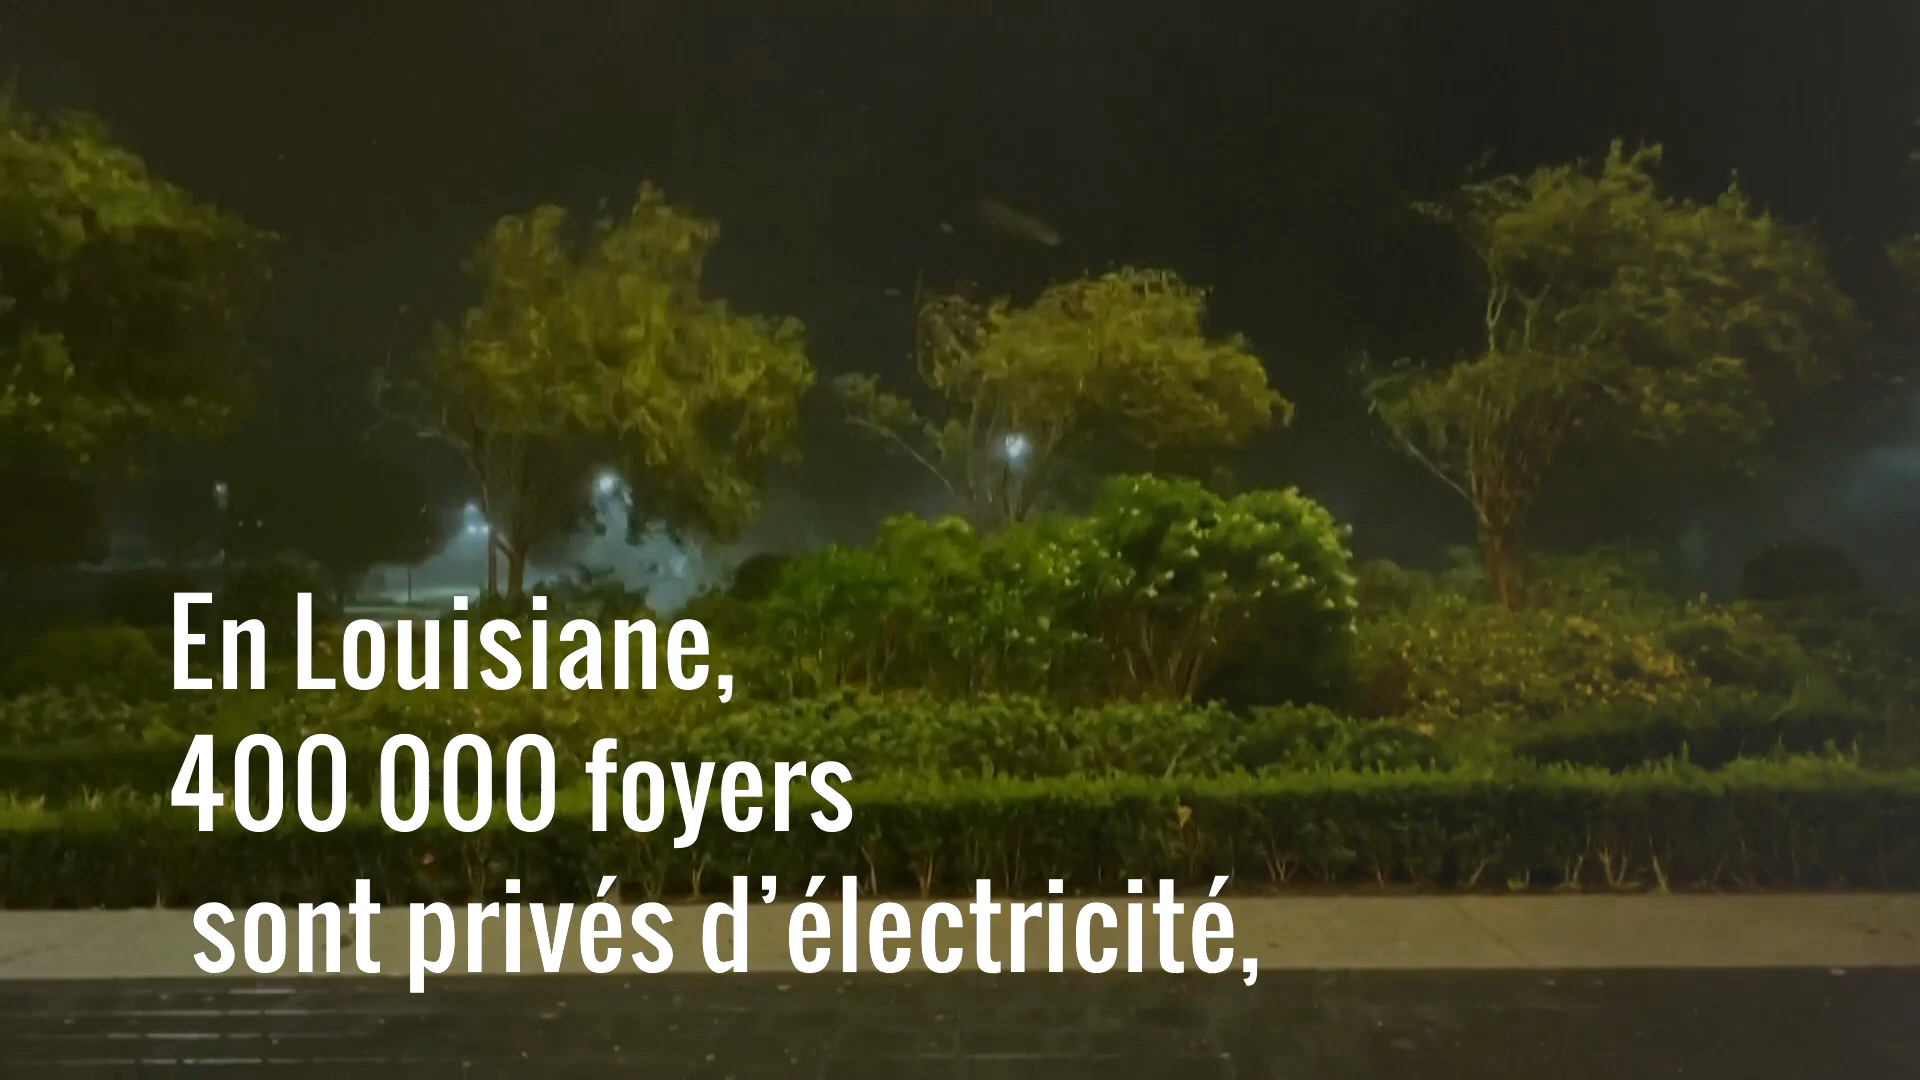 En Louisiane,
400 000 foyers
sont privés d’électricité,